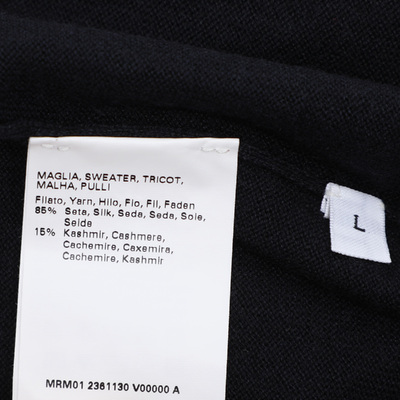 MAGLIA, SWEATER, TRICOT,
MALHA, PULLI
Filato, Yarn, Hilo, Fio, Fil, Faden
85% Seta, Silk, Seda, Seda, Soie,
Seide
15% Kashmir, Cashmere,
Cachemire, Caxemira,
Cachemire, Kashmir
MRM01 2361130 V00000 A
L